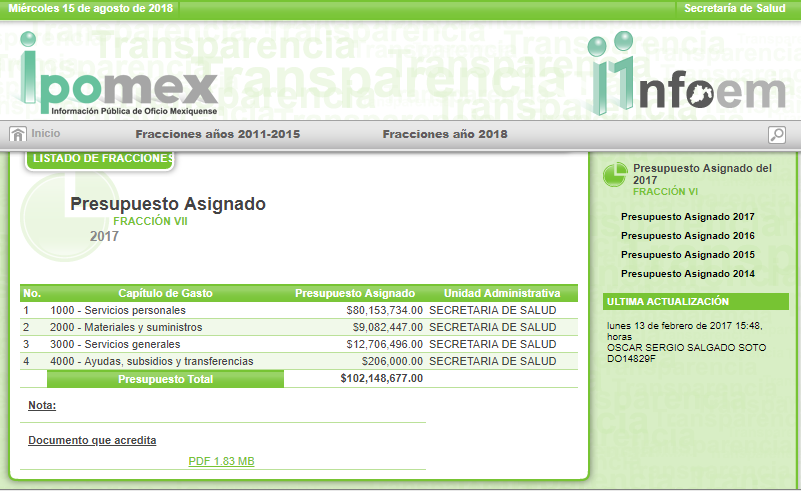 Miércoles 15 de agosto de 2018
Secretaría de Salud
Transparencia
Transparencia
Transparencia
ipomex
Información Pública de Oficio Mexiquense
infoem
Inicio
Fracciones años 2011-2015
Fracciones año 2018
LISTADO DE FRACCIONES
Presupuesto Asignado
FRACCIÓN VII
2017
No. Capítulo de Gasto Presupuesto Asignado Unidad Administrativa
1 1000 - Servicios personales $80,153,734.00 SECRETARIA DE SALUD
2 2000 - Materiales y suministros $9,082,447.00 SECRETARIA DE SALUD
3 3000 - Servicios generales $12,706,496.00 SECRETARIA DE SALUD
4 4000 - Ayudas, subsidios y transferencias $206,000.00 SECRETARIA DE SALUD
Presupuesto Total $102,148,677.00
Nota:
Documento que acredita
PDF 1.83 MB
Presupuesto Asignado del
2017
FRACCIÓN VI
Presupuesto Asignado 2017
Presupuesto Asignado 2016
Presupuesto Asignado 2015
Presupuesto Asignado 2014
ULTIMA ACTUALIZACIÓN
lunes 13 de febrero de 2017 15:48,
horas
OSCAR SERGIO SALGADO SOTO
DO14829F